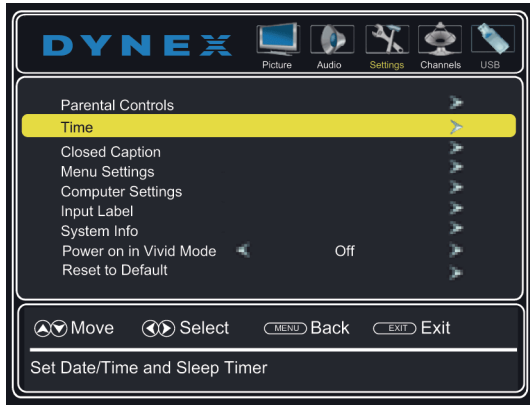 DYNEX
Picture Audio Settings Channels USB
Parental Controls
Time
Closed Caption
Menu Settings
Computer Settings
Input Label
System Info
Power on in Vivid Mode Off
Reset to Default
Move Select MENU Back EXIT Exit
Set Date/Time and Sleep Timer